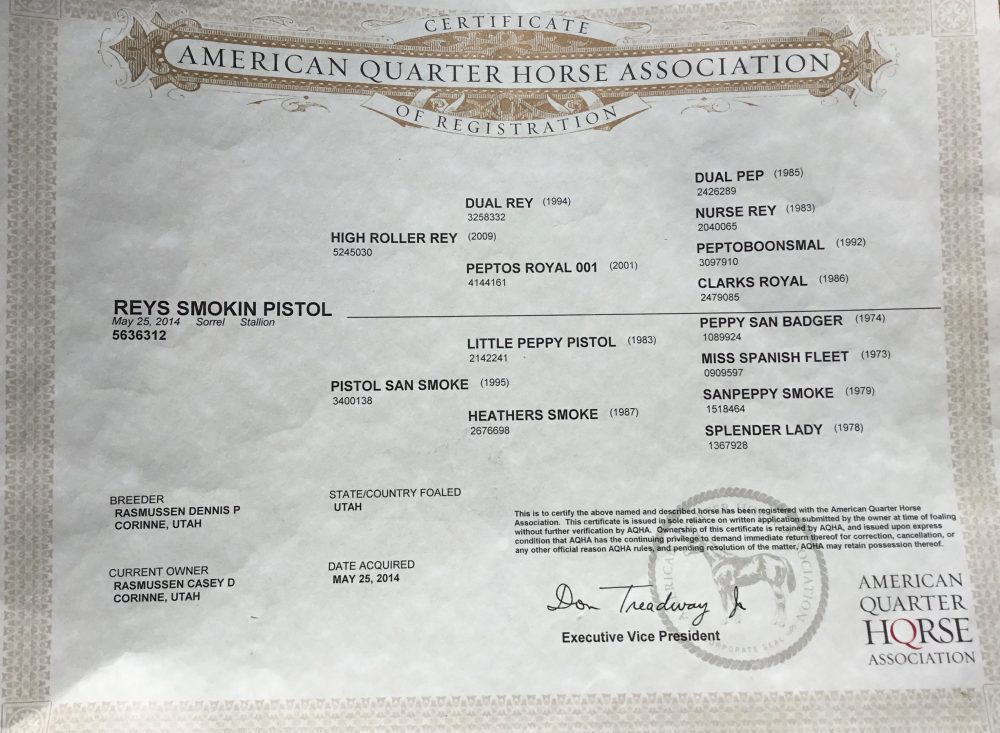 CERTIFICATE
AMERICAN QUARTER HORSE ASSOCIATION
OF REGISTRATION
DUAL PEP (1985)
2426289
DUAL REY (1994)
3258332
NURSE REY (1983)
2040065
HIGH ROLLER REY (2009)
5245030
PEPTOBOONSMAL (1992)
3097910
PEPTOS ROYAL 001 (2001)
4144161
CLARKS ROYAL (1986)
2479085
REYS SMOKIN PISTOL
May 25, 2014 Sorrel Stallion
5636312
PEPPY SAN BADGER (1974)
1089924
LITTLE PEPPY PISTOL (1983)
2142241
MISS SPANISH FLEET (1973)
0909597
PISTOL SAN SMOKE (1995)
3400138
SANPEPPY SMOKE (1979)
1518464
HEATHERS SMOKE (1987)
2676698
SPLENDER LADY (1978)
1367928
BREEDER
RASMUSSEN DENNIS P
CORINNE, UTAH
STATE/COUNTRY FOALED
UTAH
CURRENT OWNER
RASMUSSEN CASEY D
CORINNE, UTAH
DATE ACQUIRED
MAY 25, 2014
This is to certify the above named and described horse has been registered with the American Quarter Horse
Association. This certificate is issued in sole reliance on written application submitted by the owner at time of foaling
without further verification by AQHA. Ownership of this certificate is retained by AQHA, and issued upon express
condition that AQHA has the continuing privilege to demand immediate return thereof for correction, cancellation, or
any other official reason AQHA rules, and pending resolution of the matter, AQHA may retain possession thereof.
Don Treadway Jr
Executive Vice President
CORPORATE SEAL
AMERICAN
QUARTER
HORSE
ASSOCIATION